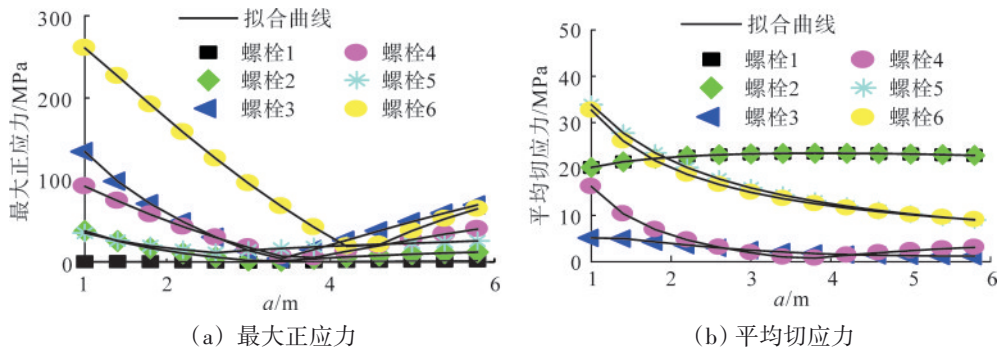 300
200
100
0
最大正应力/MPa
拟合曲线
螺栓1 螺栓4
螺栓2 螺栓5
螺栓3 螺栓6
1 2 4 6
a/m
(a) 最大正应力
50
40
30
20
10
0
平均切应力/MPa
拟合曲线
螺栓1 螺栓4
螺栓2 螺栓5
螺栓3 螺栓6
1 2 3 4 5 6
a/m
(b) 平均切应力